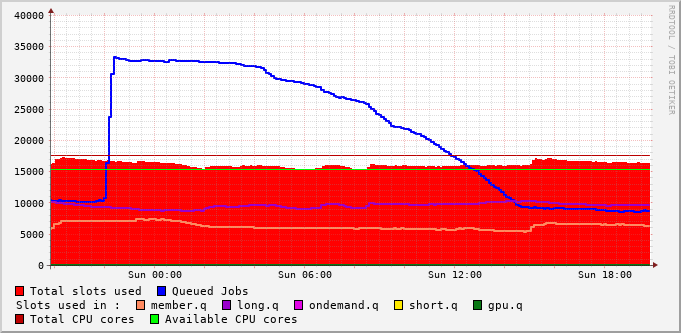 40000
35000
30000
25000
20000
15000
10000
5000
0
Sun 00:00 Sun 06:00 Sun 12:00 Sun 18:00
RRDTOOL / TOBI OETIKER
Total slots used Queued Jobs
Slots used in : member.q long.q ondemand.q short.q gpu.q
Total CPU cores Available CPU cores